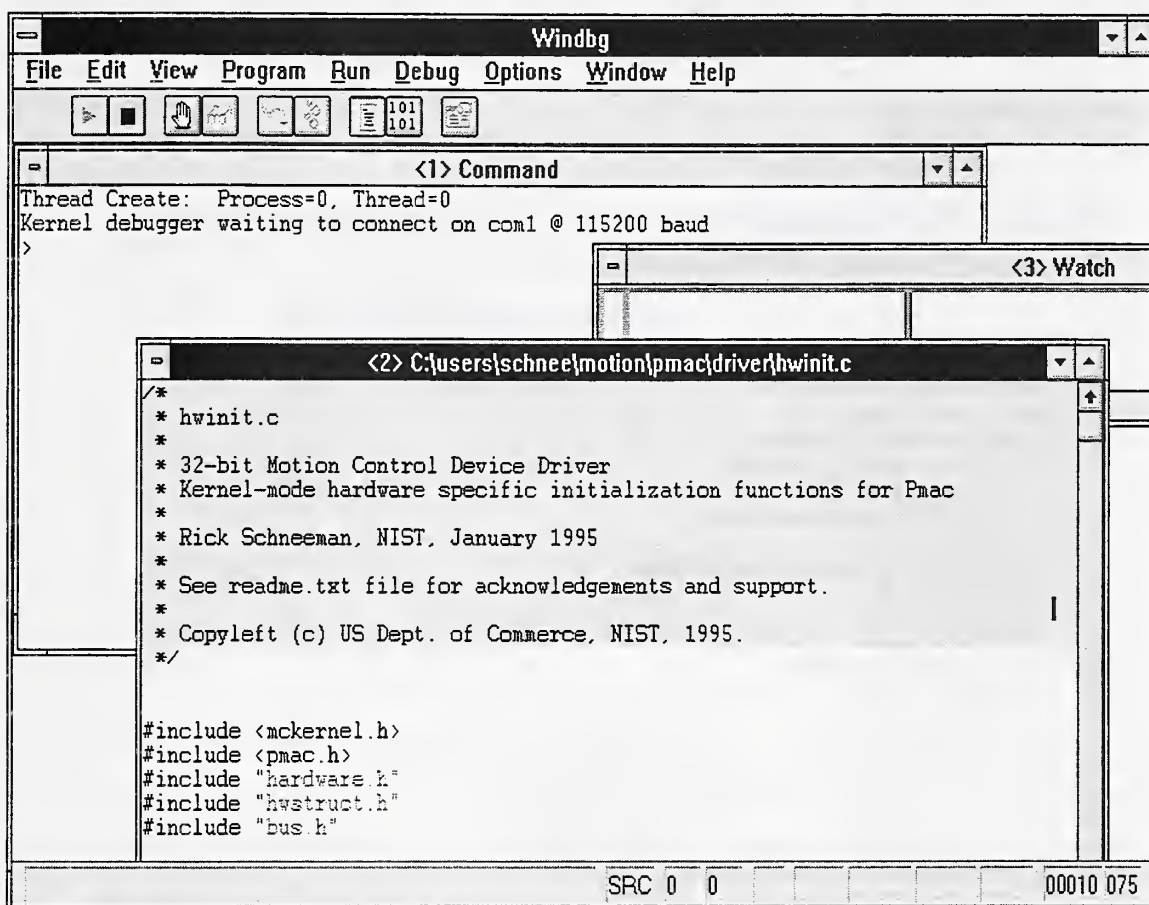 Windbg
File Edit View Program Run Debug Options Window Help
101
101
<1> Command
Thread Create: Process=0, Thread=0
Kernel debugger waiting to connect on com1 @ 115200 baud
>
<3> Watch
<2> C:\users\schnee\motion\pmac\driver\hwinit.c
/*
* hwinit.c
*
* 32-bit Motion Control Device Driver
* Kernel-mode hardware specific initialization functions for Pmac
*
* Rick Schneeman, NIST, January 1995
*
* See readme.txt file for acknowledgements and support.
*
* Copyleft (c) US Dept. of Commerce, NIST, 1995.
*/
#include <mckernel.h>
#include <pmac.h>
#include "hardware.h"
#include "hwstruct.h"
#include "bus.h"
SRC 0 0 00010 075